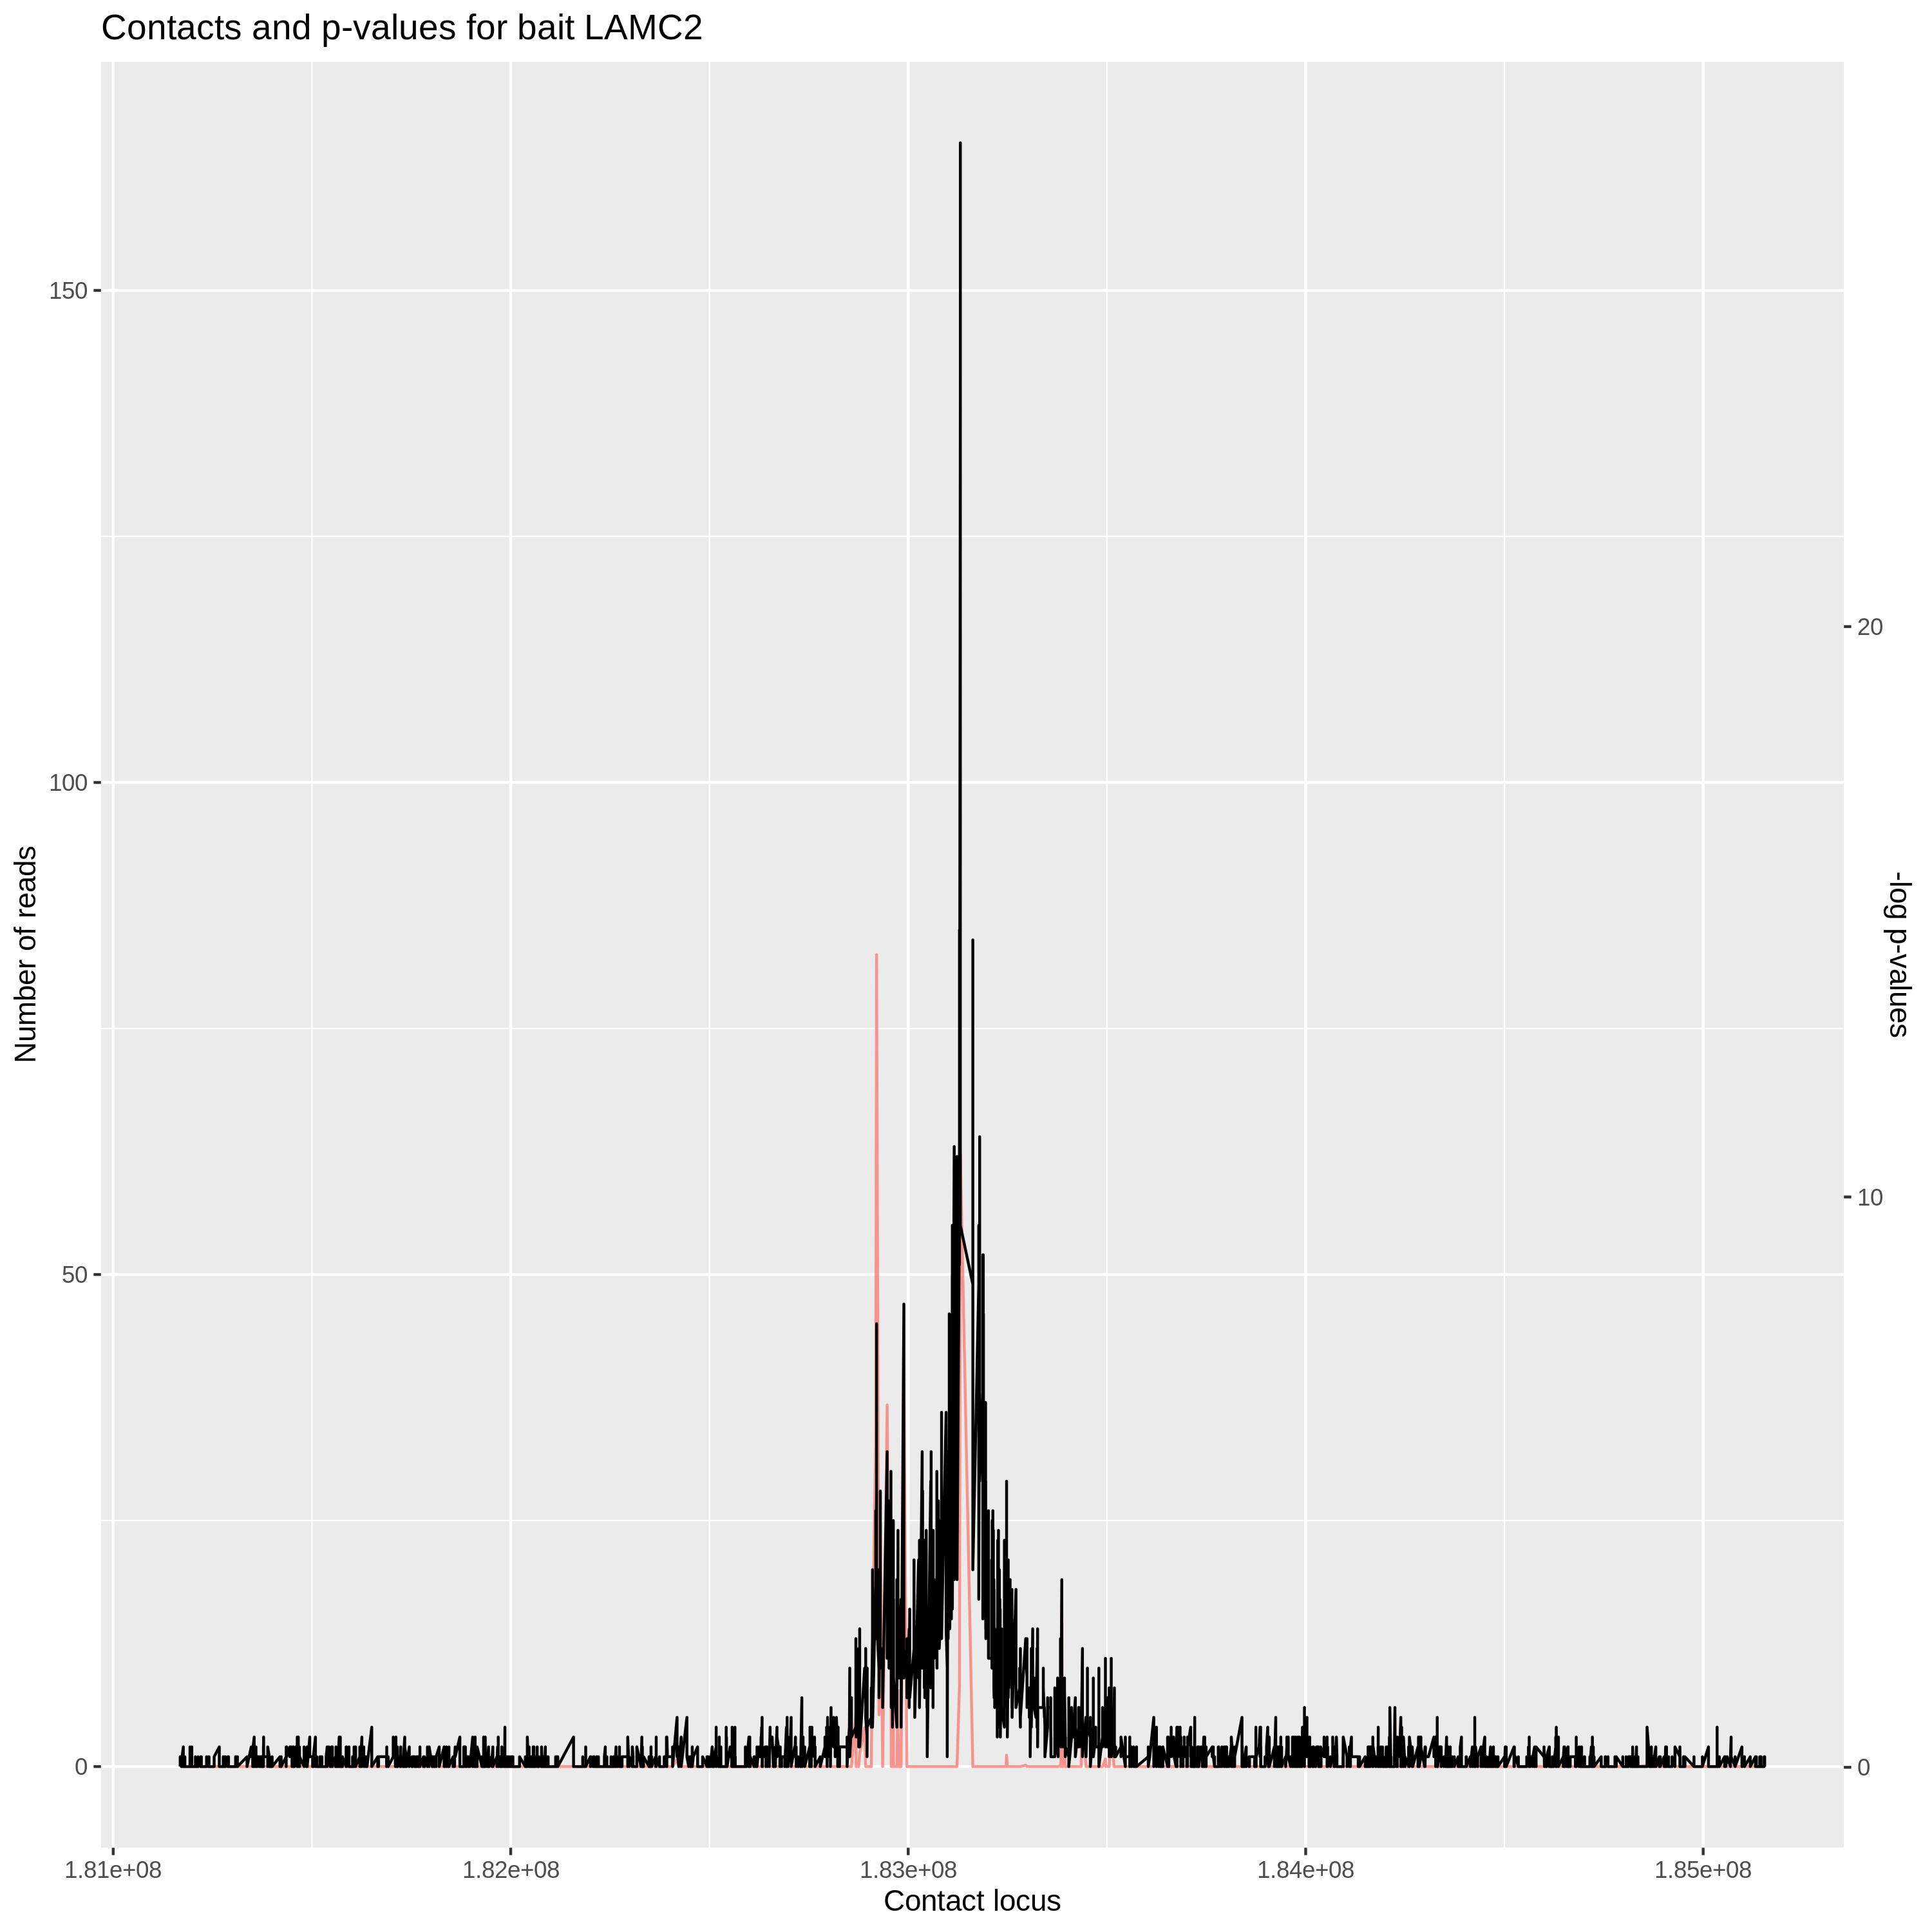 Contacts and p-values for bait LAMC2
Number of reads
150
100
50
0
-log p-values
20
10
0
1.81e+08
1.82e+08
1.83e+08
1.84e+08
1.85e+08
Contact locus